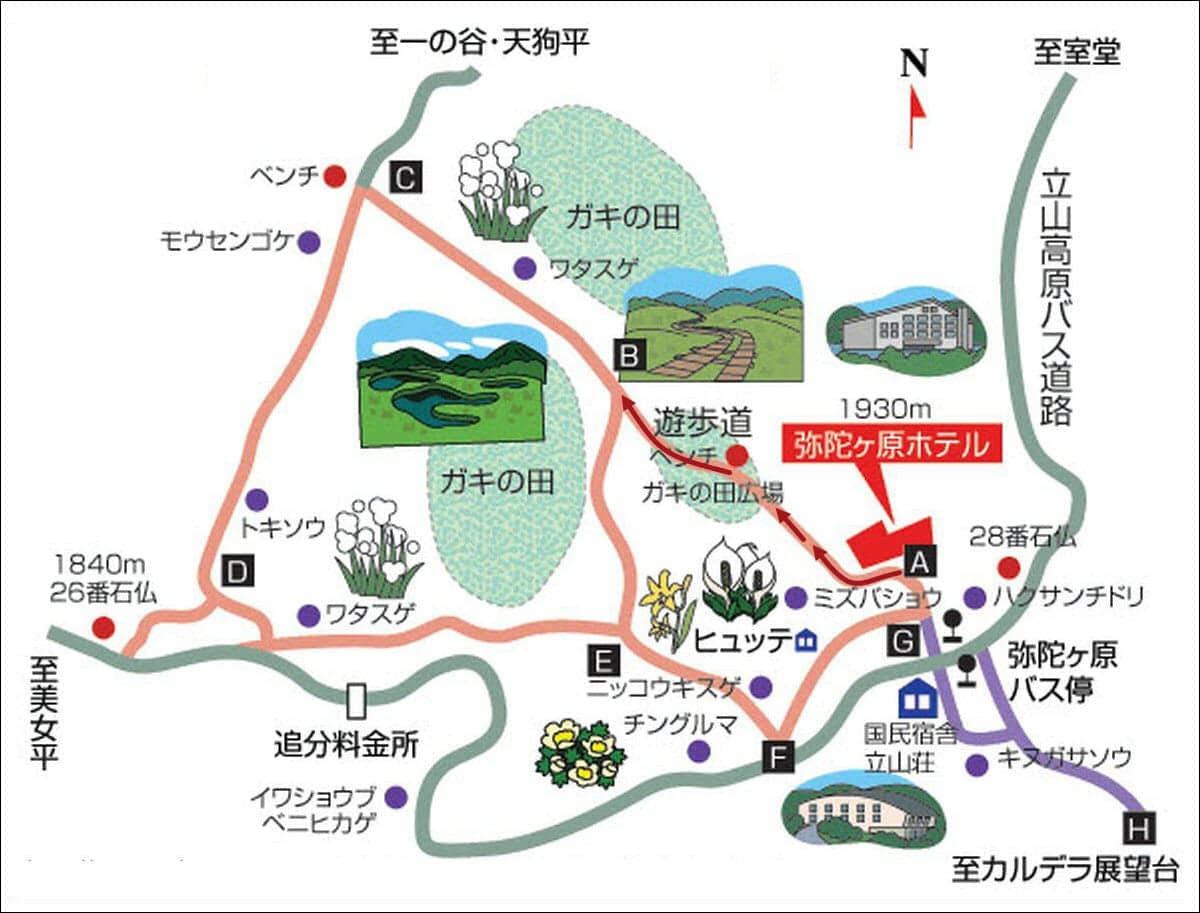 至一の谷・天狗平
N
至室堂
ベンチ
C
ガキの田
立山高原バス道路
モウセンゴケ
ワタスゲ
B
1930m
遊歩道
弥陀ヶ原ホテル
ベンチ
ガキの田
ガキの田広場
トキソウ
28番石仏
1840m
26番石仏
D
A
ワタスゲ
ミズバショウ
ハクサンチドリ
ヒュッテ
G
E
至美女平
弥陀ヶ原
バス停
ニッコウキスゲ
チングルマ
追分料金所
F
国民宿舎
立山荘
キヌガサソウ
イワショウブ
ベニヒカゲ
H
至カルデラ展望台